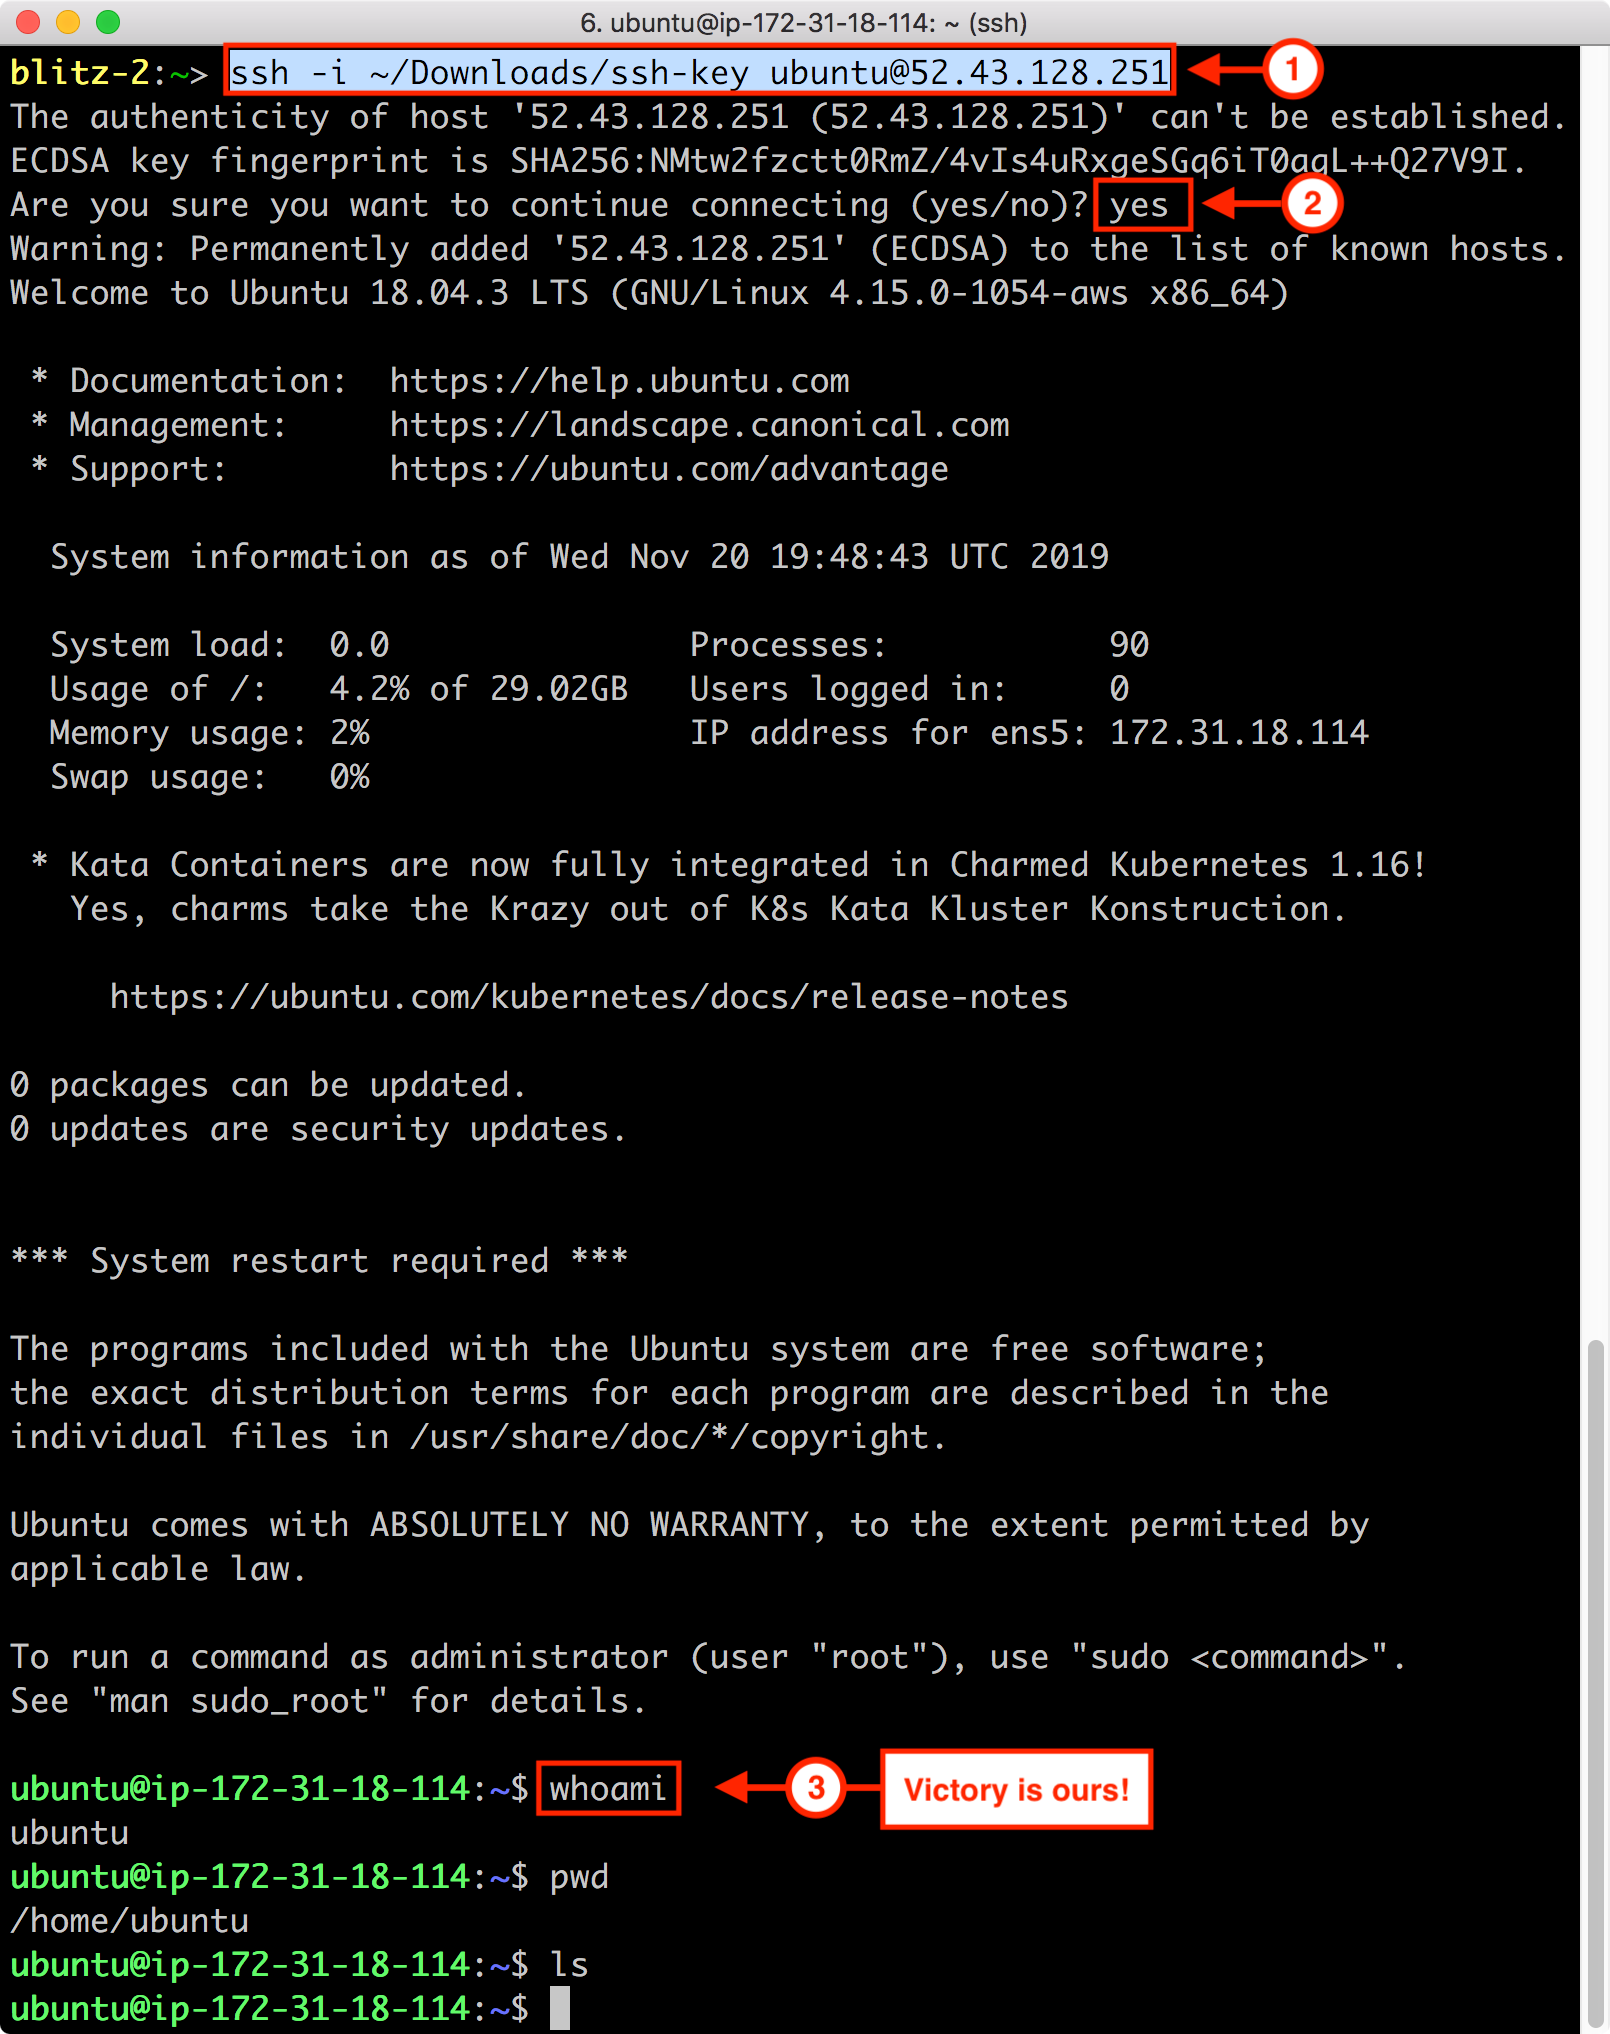 6. ubuntu@ip-172-31-18-114: ~ (ssh)
blitz-2:~> ssh -i ~/Downloads/ssh-key ubuntu@52.43.128.251 1
The authenticity of host '52.43.128.251 (52.43.128.251)' can't be established.
ECDSA key fingerprint is SHA256:NMtw2fzctt0RmZ/4vIs4uRxgeSGq6iT0agL++Q27V9I.
Are you sure you want to continue connecting (yes/no)? yes 2
Warning: Permanently added '52.43.128.251' (ECDSA) to the list of known hosts.
Welcome to Ubuntu 18.04.3 LTS (GNU/Linux 4.15.0-1054-aws x86_64)
* Documentation: https://help.ubuntu.com
* Management: https://landscape.canonical.com
* Support: https://ubuntu.com/advantage
System information as of Wed Nov 20 19:48:43 UTC 2019
System load: 0.0 Processes: 90
Usage of /: 4.2% of 29.02GB Users logged in: 0
Memory usage: 2% IP address for ens5: 172.31.18.114
Swap usage: 0%
* Kata Containers are now fully integrated in Charmed Kubernetes 1.16!
Yes, charms take the Krazy out of K8s Kata Kluster Konstruction.
https://ubuntu.com/kubernetes/docs/release-notes
0 packages can be updated.
0 updates are security updates.
*** System restart required ***
The programs included with the Ubuntu system are free software;
the exact distribution terms for each program are described in the
individual files in /usr/share/doc/*/copyright.
Ubuntu comes with ABSOLUTELY NO WARRANTY, to the extent permitted by
applicable law.
To run a command as administrator (user "root"), use "sudo <command>".
See "man sudo_root" for details.
ubuntu@ip-172-31-18-114:~$ whoami 3 Victory is ours!
ubuntu
ubuntu@ip-172-31-18-114:~$ pwd
/home/ubuntu
ubuntu@ip-172-31-18-114:~$ ls
ubuntu@ip-172-31-18-114:~$